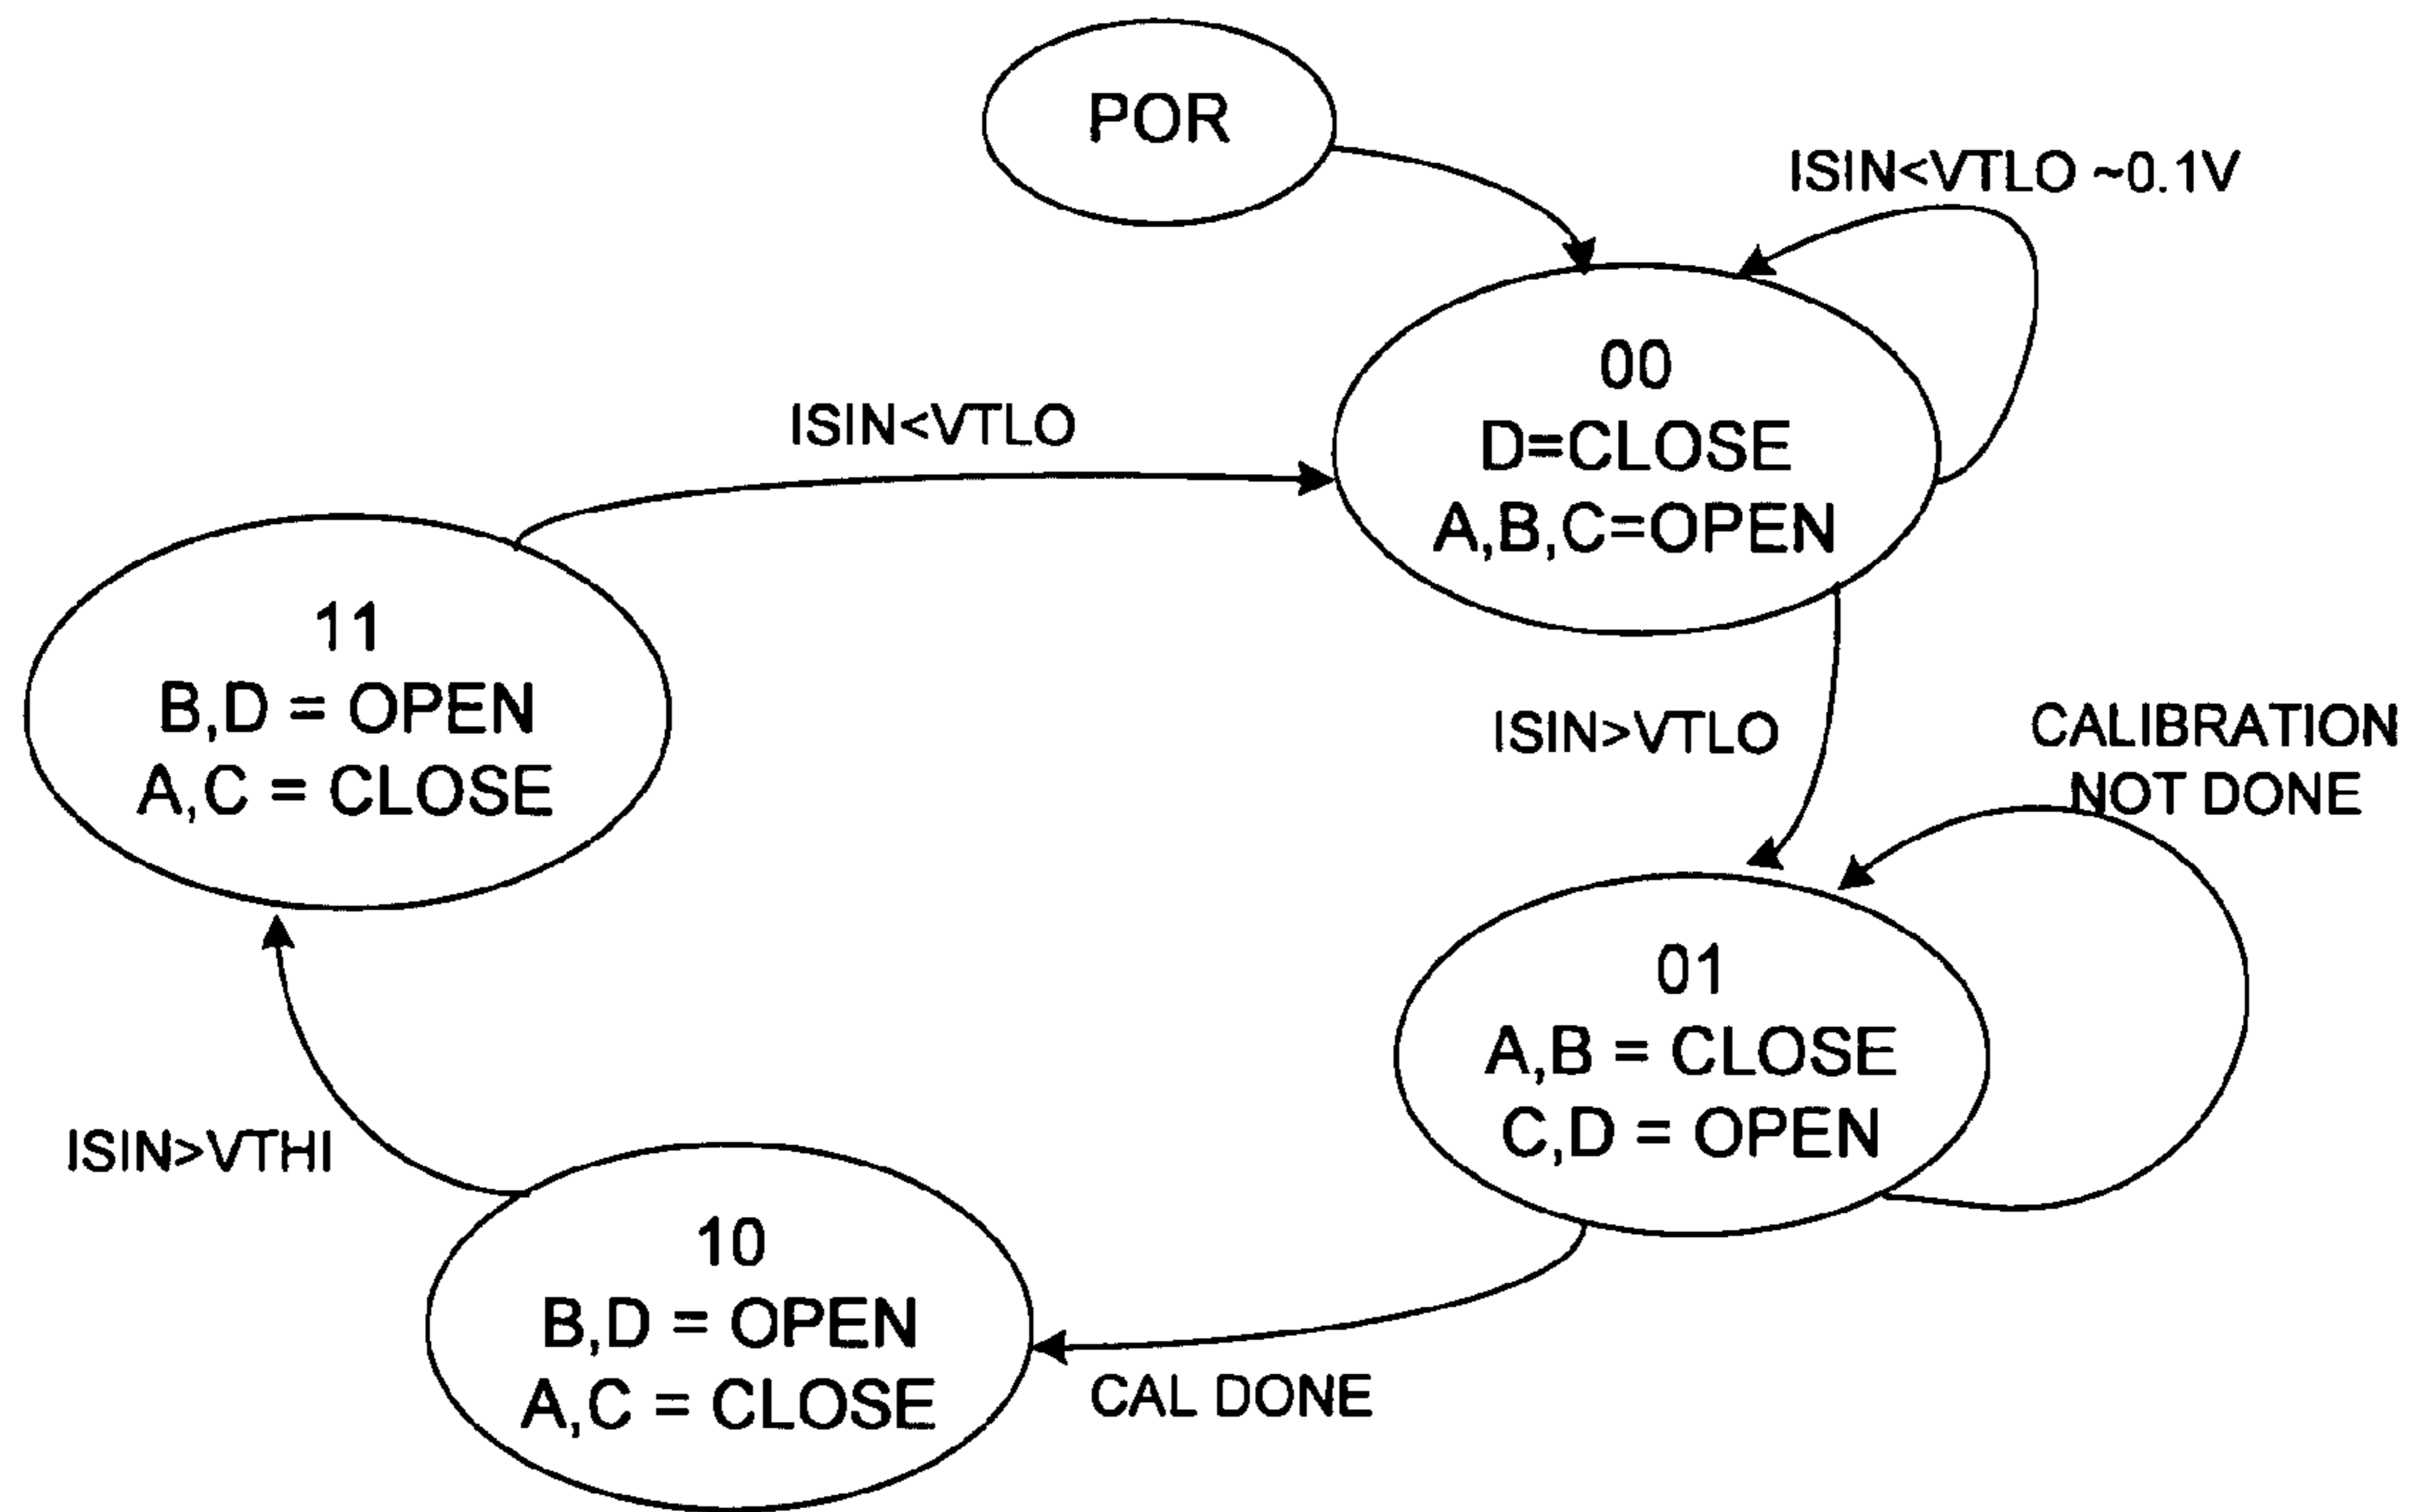 POR
ISIN<VTLO ~0.1V
00
D=CLOSE
A,B,C=OPEN
ISIN<VTLO
11
B,D = OPEN
A,C = CLOSE
ISIN>VTLO
CALIBRATION
NOT DONE
01
A,B = CLOSE
C,D = OPEN
ISIN>VTHI
10
B,D = OPEN
A,C = CLOSE
CAL DONE